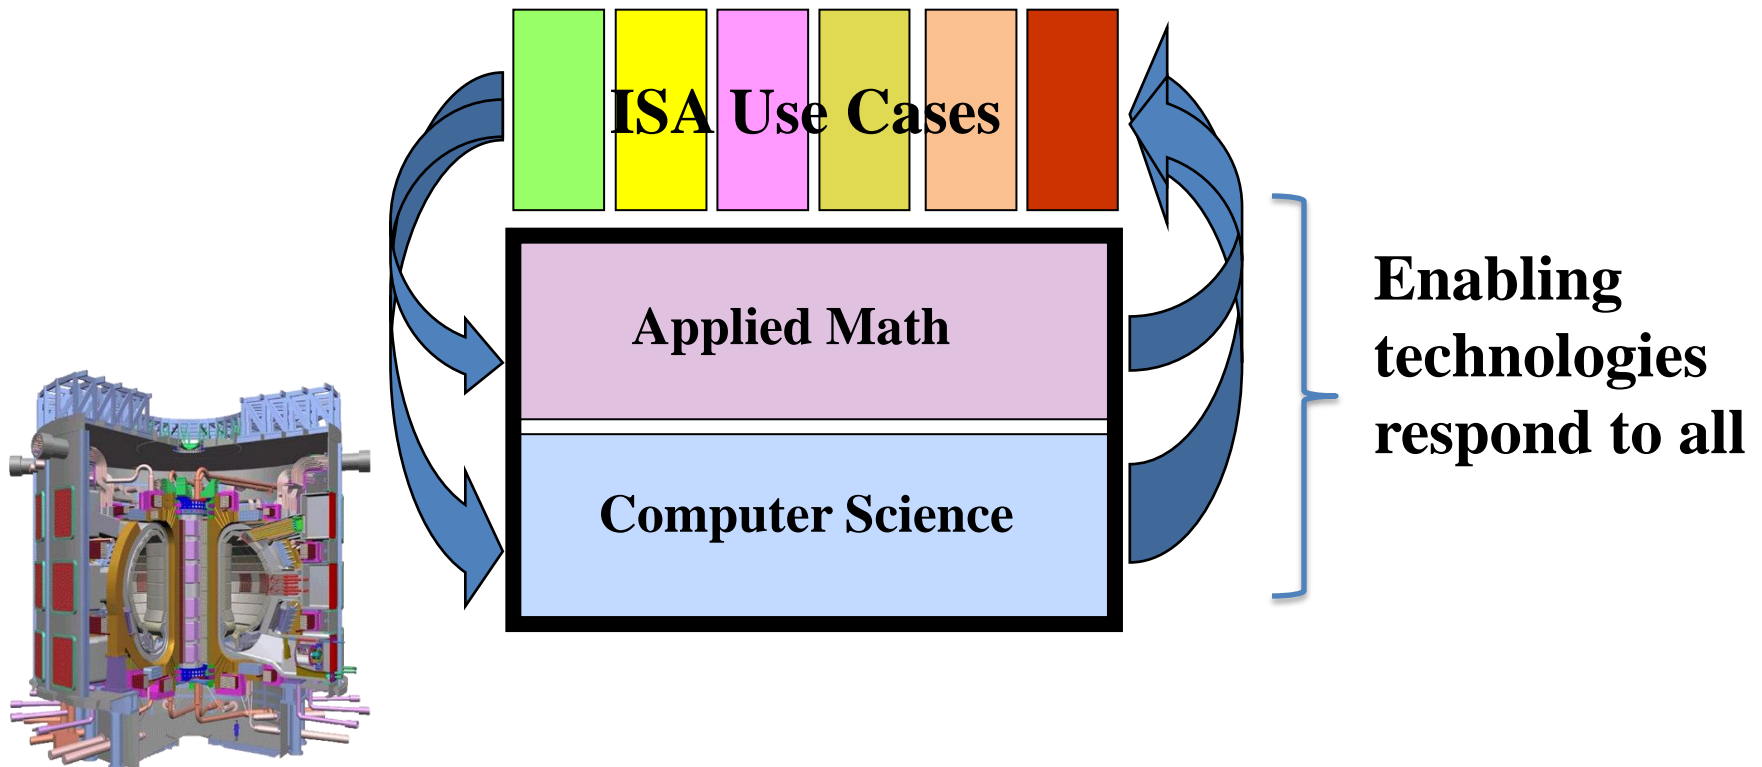 ISA Use Cases
Applied Math
Computer Science
Enabling
technologies
respond to all